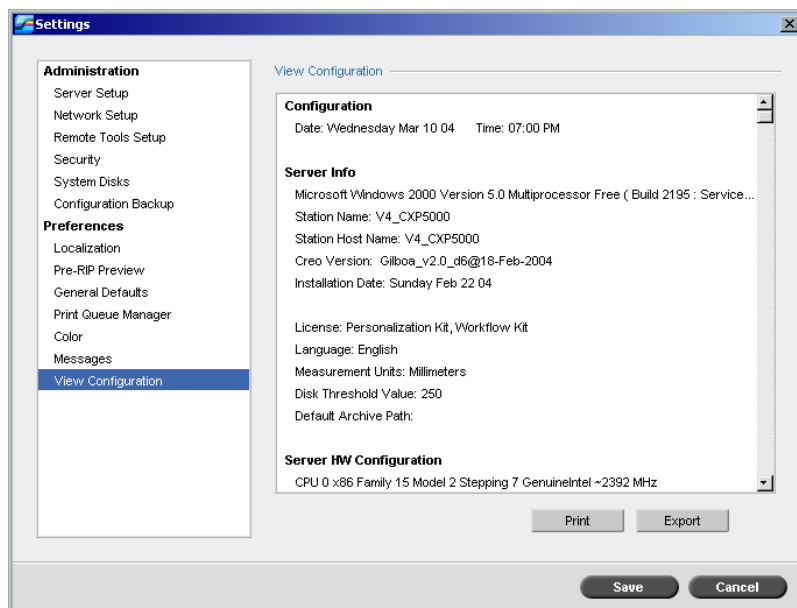 Settings
Administration
Server Setup
Network Setup
Remote Tools Setup
Security
System Disks
Configuration Backup
Preferences
Localization
Pre-RIP Preview
General Defaults
Print Queue Manager
Color
Messages
View Configuration
View Configuration
Configuration
Date: Wednesday Mar 10 04 Time: 07:00 PM
Server Info
Microsoft Windows 2000 Version 5.0 Multiprocessor Free ( Build 2195 : Service...
Station Name: V4_CXP5000
Station Host Name: V4_CXP5000
Creo Version: Gilboa_v2.0_d6@18-Feb-2004
Installation Date: Sunday Feb 22 04
License: Personalization Kit, Workflow Kit
Language: English
Measurement Units: Millimeters
Disk Threshold Value: 250
Default Archive Path:
Server HW Configuration
CPU 0 x86 Family 15 Model 2 Stepping 7 GenuineIntel ~2392 MHz
Print Export
Save Cancel